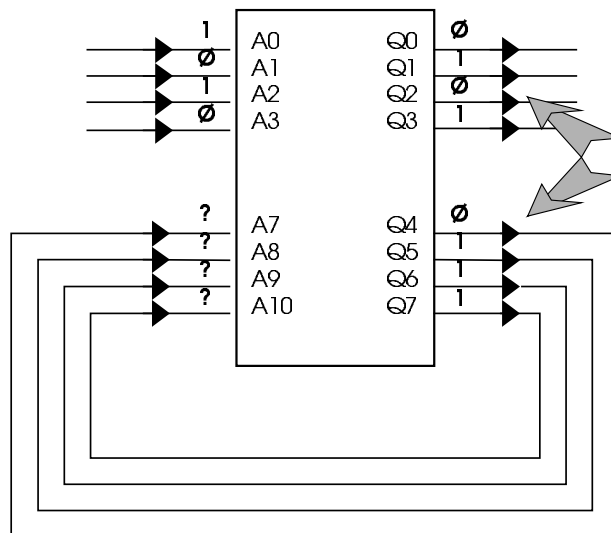 1 A0 Q0 Ø
Ø A1 Q1 1
1 A2 Q2 Ø
Ø A3 Q3 1
? A7 Q4 Ø
? A8 Q5 1
? A9 Q6 1
? A10 Q7 1